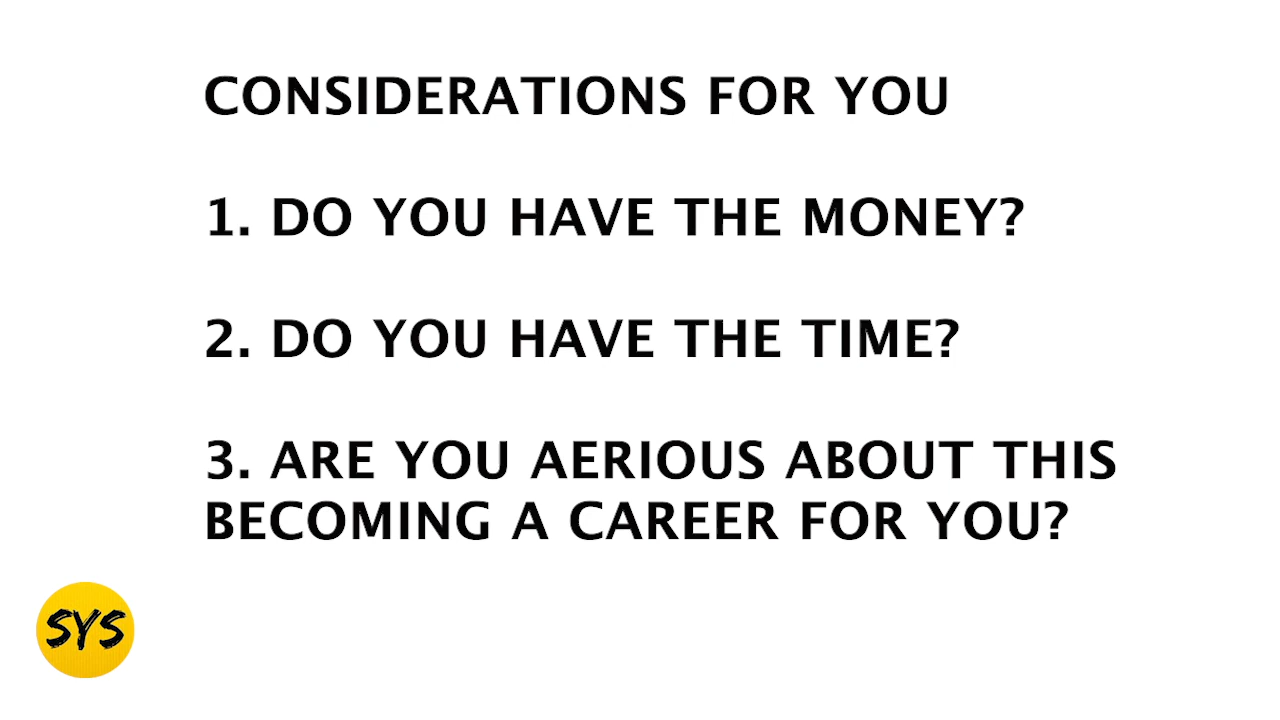 CONSIDERATIONS FOR YOU
1. DO YOU HAVE THE MONEY?
2. DO YOU HAVE THE TIME?
3. ARE YOU AERIOUS ABOUT THIS
BECOMING A CAREER FOR YOU?
SYS